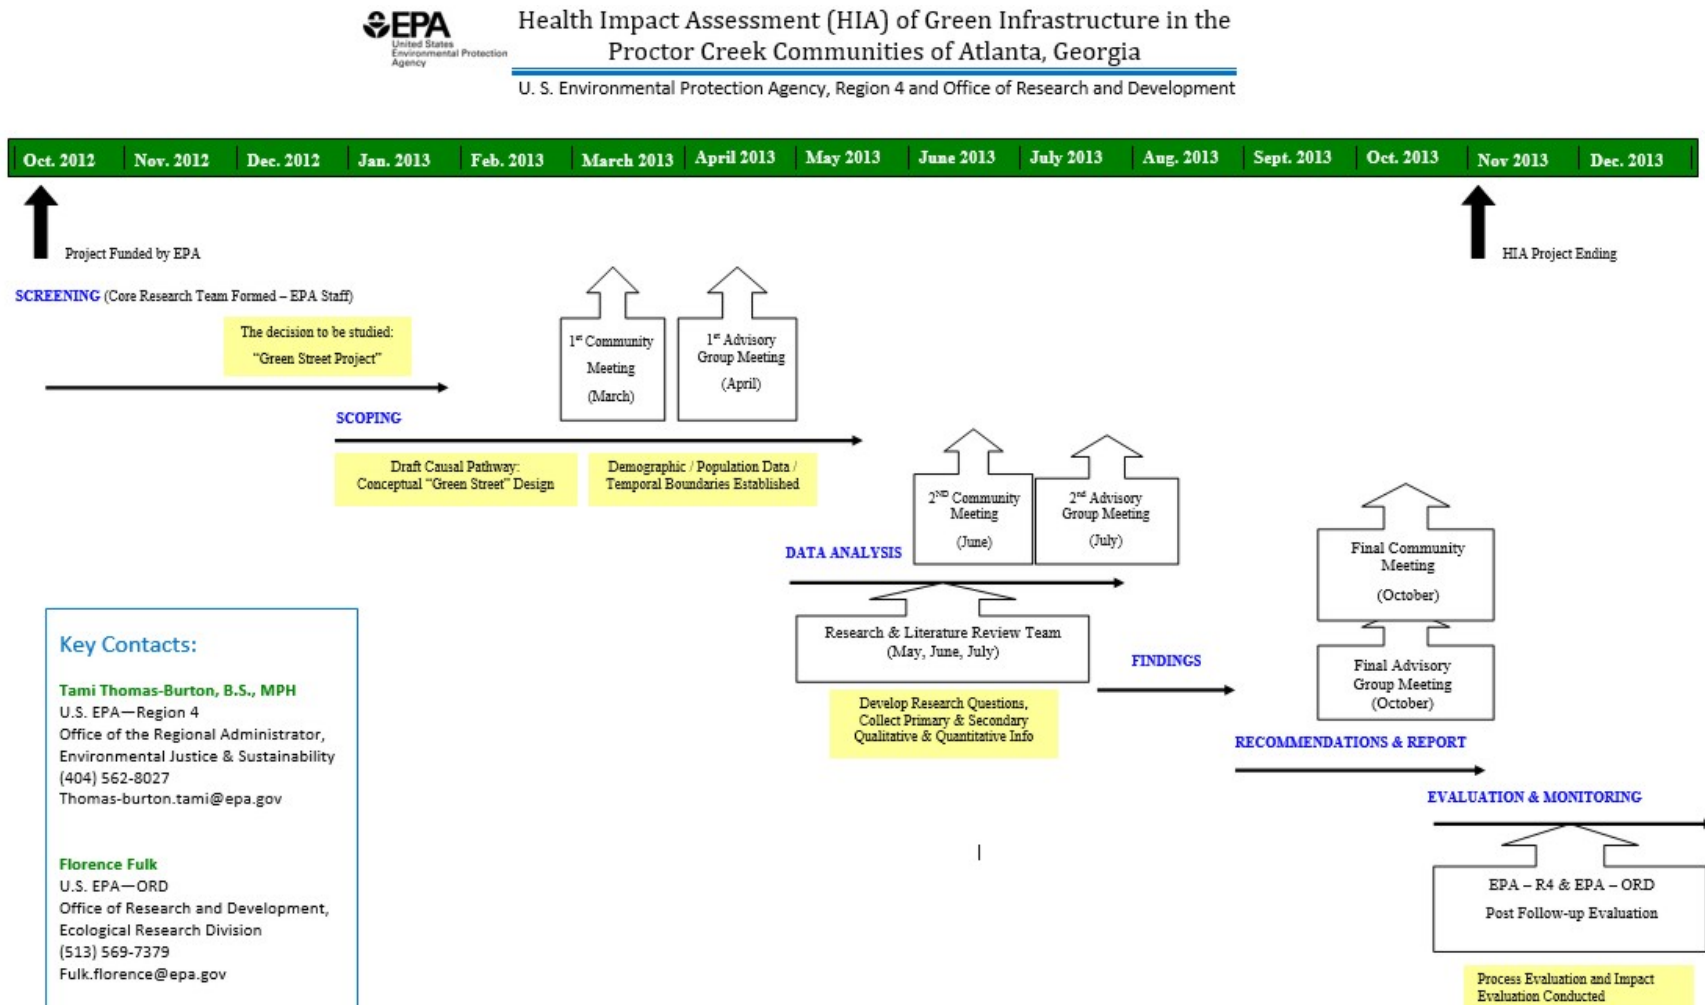 EPA
United States
Environmental Protection
Agency
Health Impact Assessment (HIA) of Green Infrastructure in the
Proctor Creek Communities of Atlanta, Georgia
U. S. Environmental Protection Agency, Region 4 and Office of Research and Development
Oct. 2012 Nov. 2012 Dec. 2012 Jan. 2013 Feb. 2013 March 2013 April 2013 May 2013 June 2013 July 2013 Aug. 2013 Sept. 2013 Oct. 2013 Nov 2013 Dec. 2013
Project Funded by EPA
HIA Project Ending
SCREENING (Core Research Team Formed – EPA Staff)
The decision to be studied:
“Green Street Project”
1st Community
Meeting
(March)
1st Advisory
Group Meeting
(April)
SCOPING
Draft Causal Pathway:
Conceptual “Green Street” Design
Demographic / Population Data /
Temporal Boundaries Established
2ND Community
Meeting
(June)
2nd Advisory
Group Meeting
(July)
DATA ANALYSIS
Research & Literature Review Team
(May, June, July)
Develop Research Questions,
Collect Primary & Secondary
Qualitative & Quantitative Info
FINDINGS
Final Community
Meeting
(October)
Final Advisory
Group Meeting
(October)
RECOMMENDATIONS & REPORT
EVALUATION & MONITORING
EPA – R4 & EPA – ORD
Post Follow-up Evaluation
Process Evaluation and Impact
Evaluation Conducted
Key Contacts:
Tami Thomas-Burton, B.S., MPH
U.S. EPA—Region 4
Office of the Regional Administrator,
Environmental Justice & Sustainability
(404) 562-8027
Thomas-burton.tami@epa.gov
Florence Fulk
U.S. EPA—ORD
Office of Research and Development,
Ecological Research Division
(513) 569-7379
Fulk.florence@epa.gov